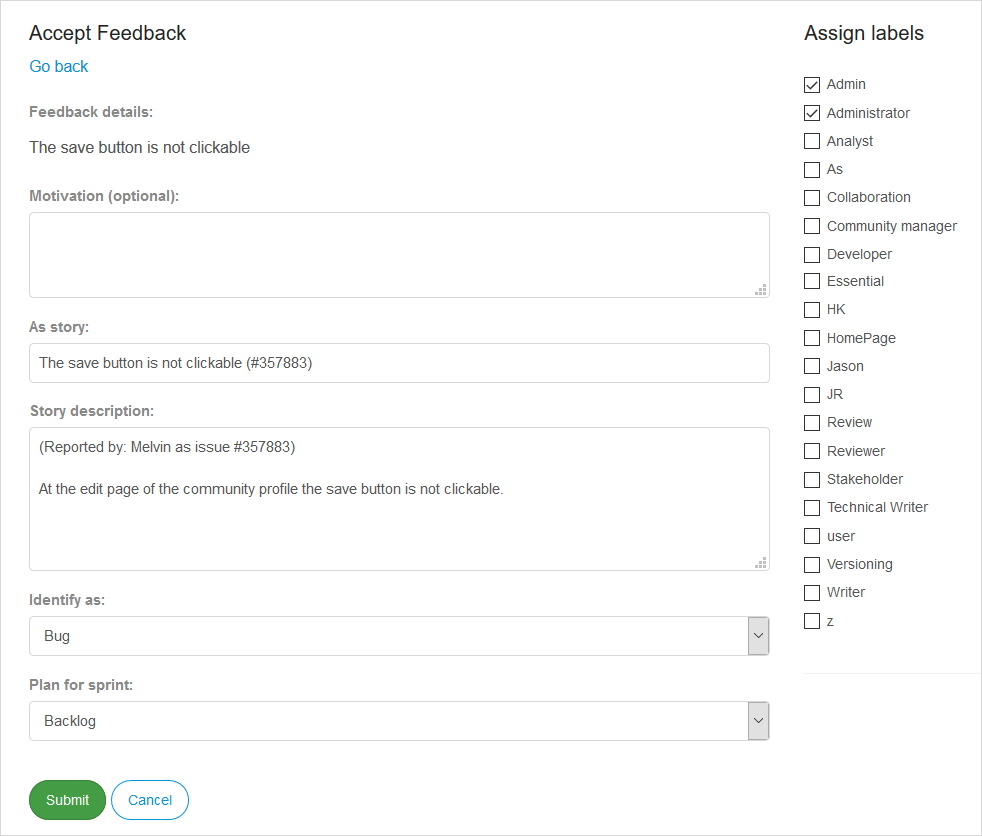 Accept Feedback
Go back
Feedback details:
The save button is not clickable
Motivation (optional):
As story:
The save button is not clickable (#357883)
Story description:
(Reported by: Melvin as issue #357883)
At the edit page of the community profile the save button is not clickable.
Identify as:
Bug
Plan for sprint:
Backlog
Submit
Cancel
Assign labels
Admin
Administrator
Analyst
As
Collaboration
Community manager
Developer
Essential
HK
HomePage
Jason
JR
Review
Reviewer
Stakeholder
Technical Writer
user
Versioning
Writer
z